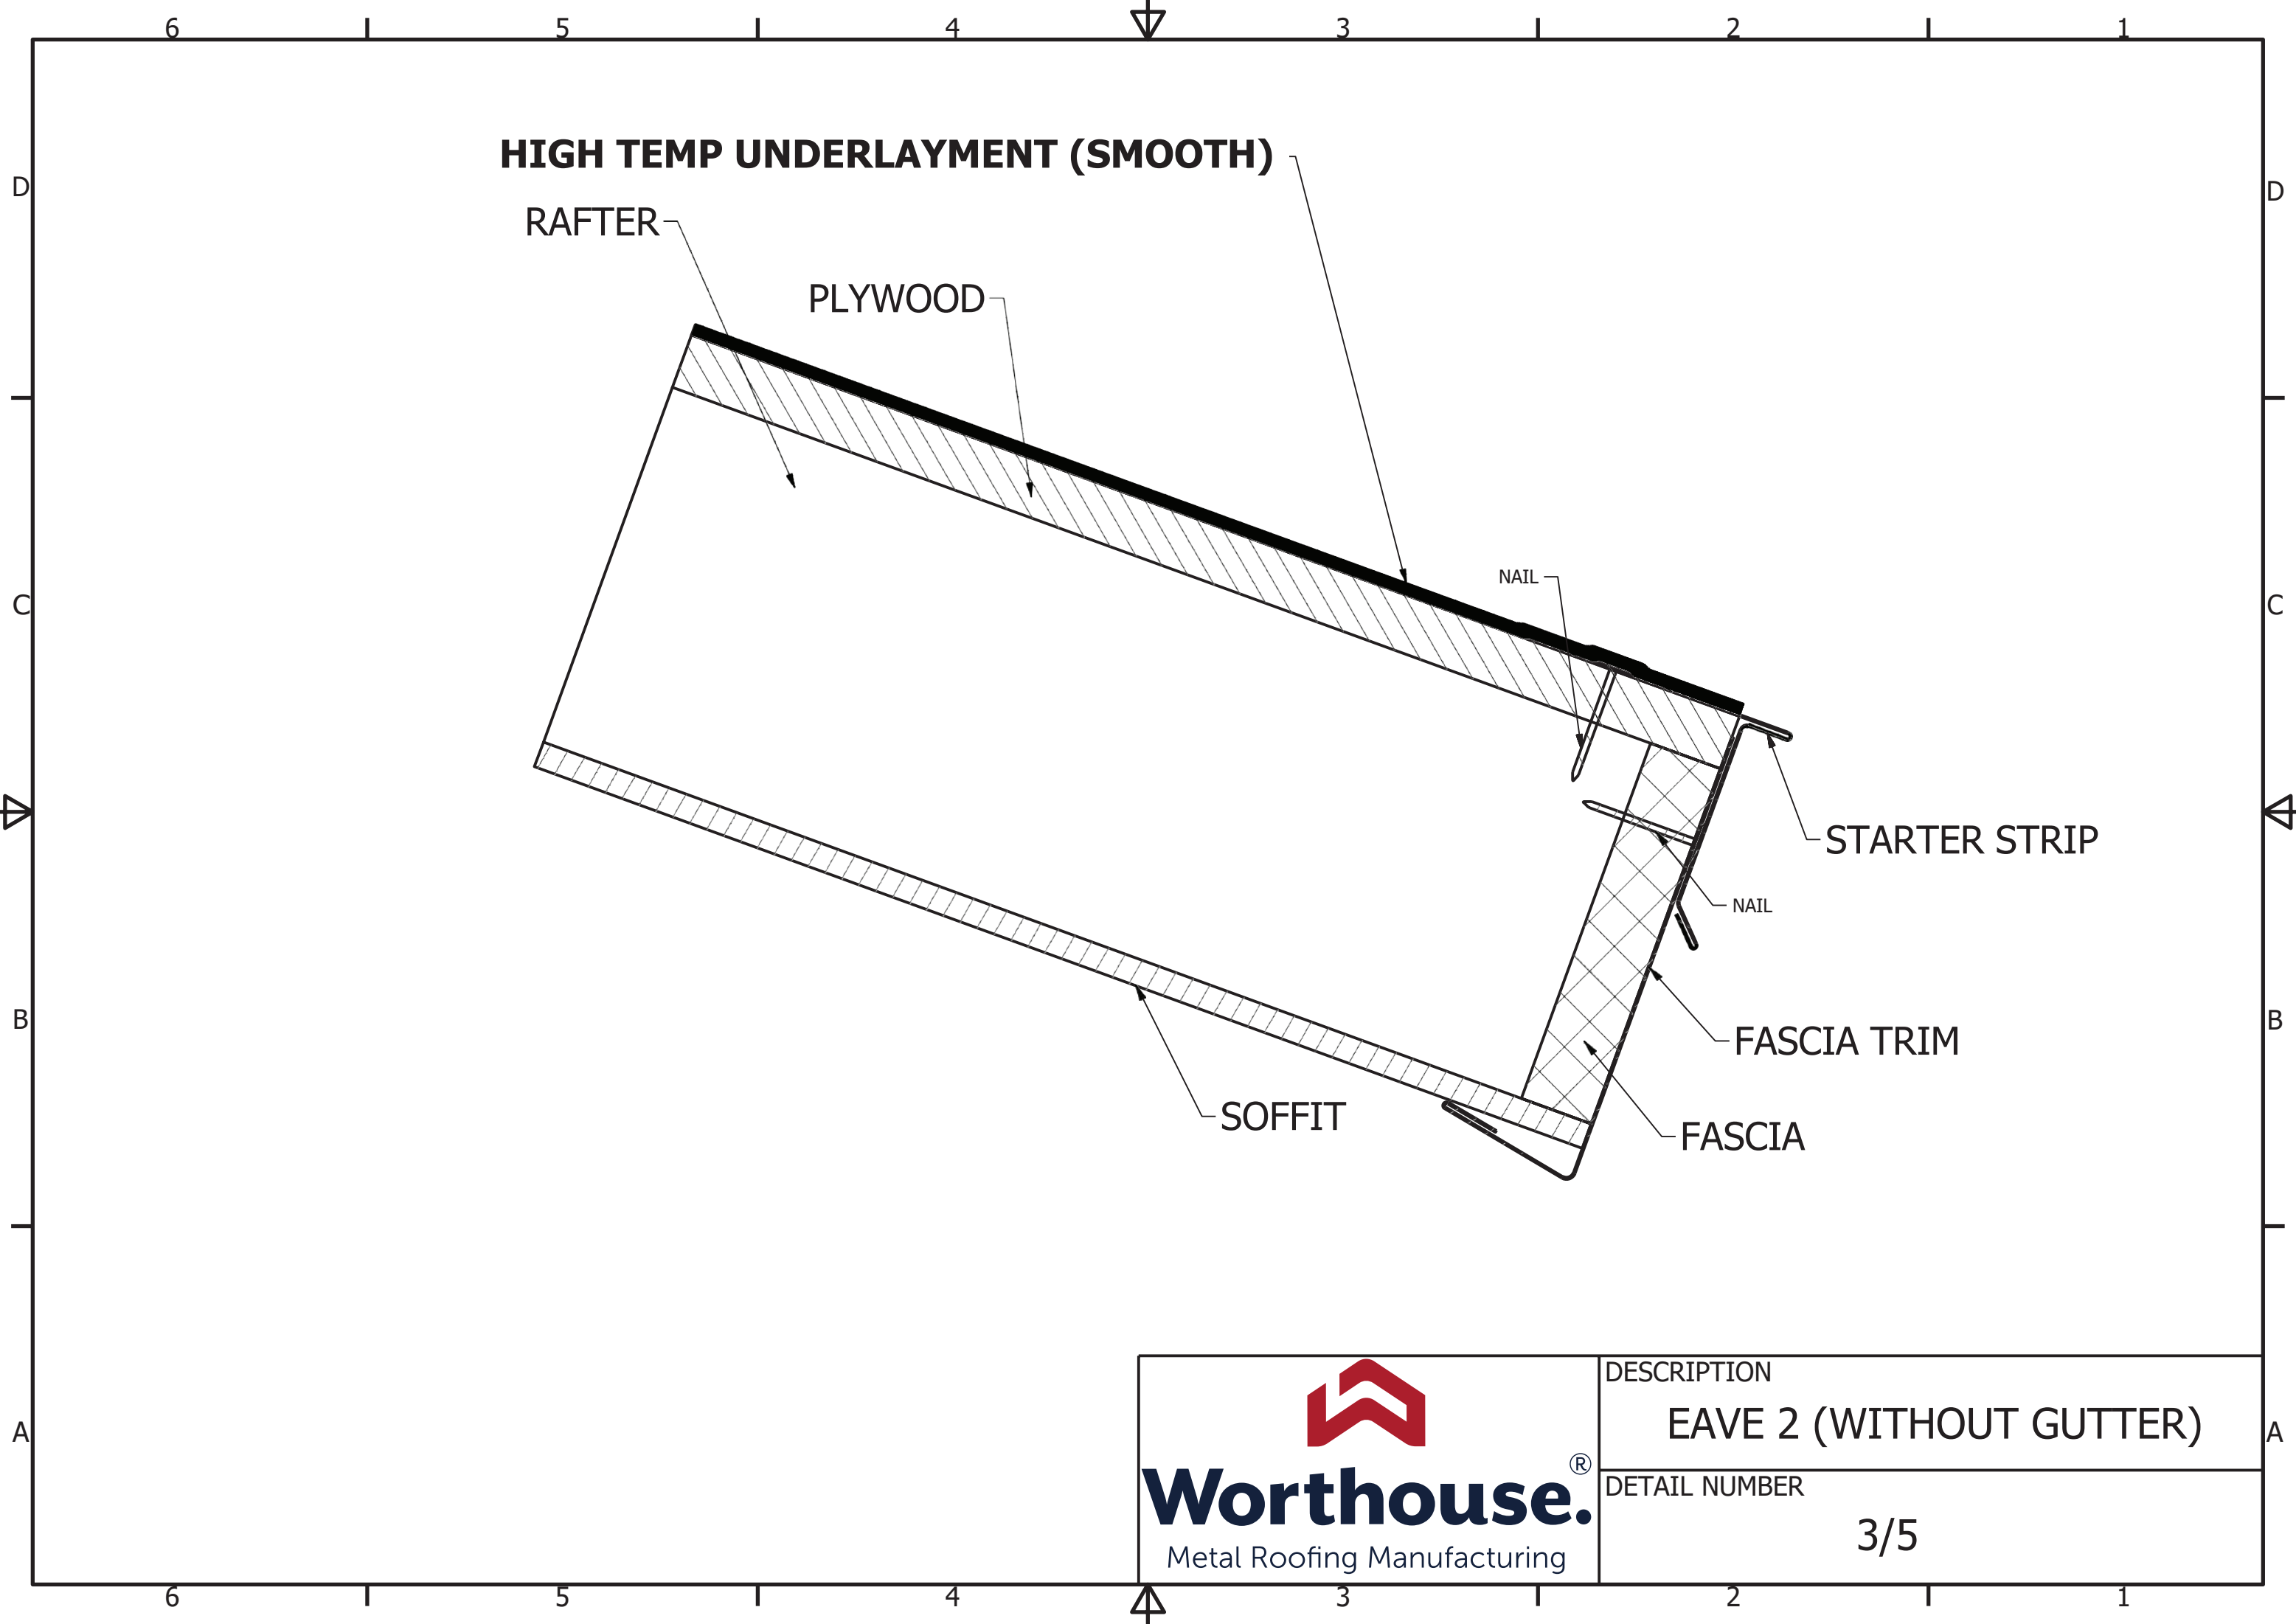 6 5 4 3 2 1
D D
HIGH TEMP UNDERLAYMENT (SMOOTH)
RAFTER
PLYWOOD
NAIL
C C
STARTER STRIP
NAIL
B B
FASCIA TRIM
SOFFIT
FASCIA
A A
Worthouse.®
Metal Roofing Manufacturing
DESCRIPTION
EAVE 2 (WITHOUT GUTTER)
DETAIL NUMBER
3/5
6 5 4 3 2 1